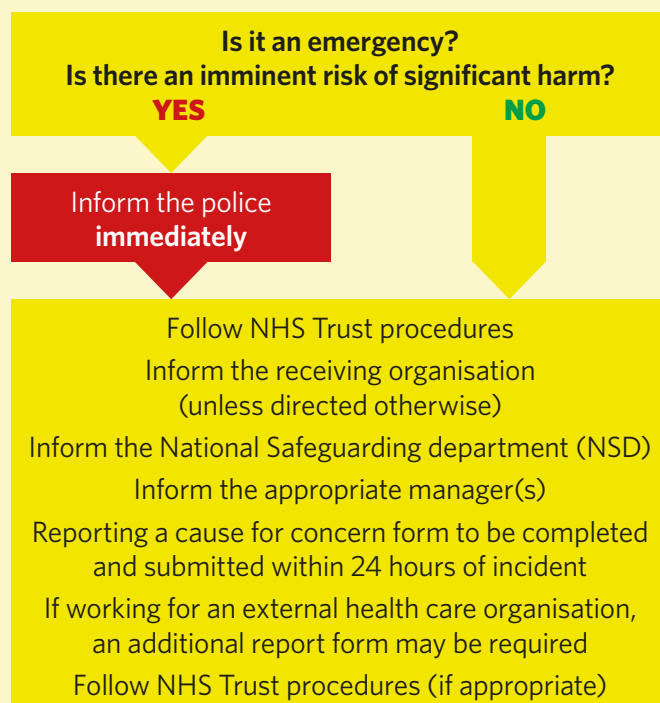 Is it an emergency?
Is there an imminent risk of significant harm?
YES
NO
Inform the police
immediately
Follow NHS Trust procedures
Inform the receiving organisation
(unless directed otherwise)
Inform the National Safeguarding department (NSD)
Inform the appropriate manager(s)
Reporting a cause for concern form to be completed
and submitted within 24 hours of incident
If working for an external health care organisation,
an additional report form may be required
Follow NHS Trust procedures (if appropriate)